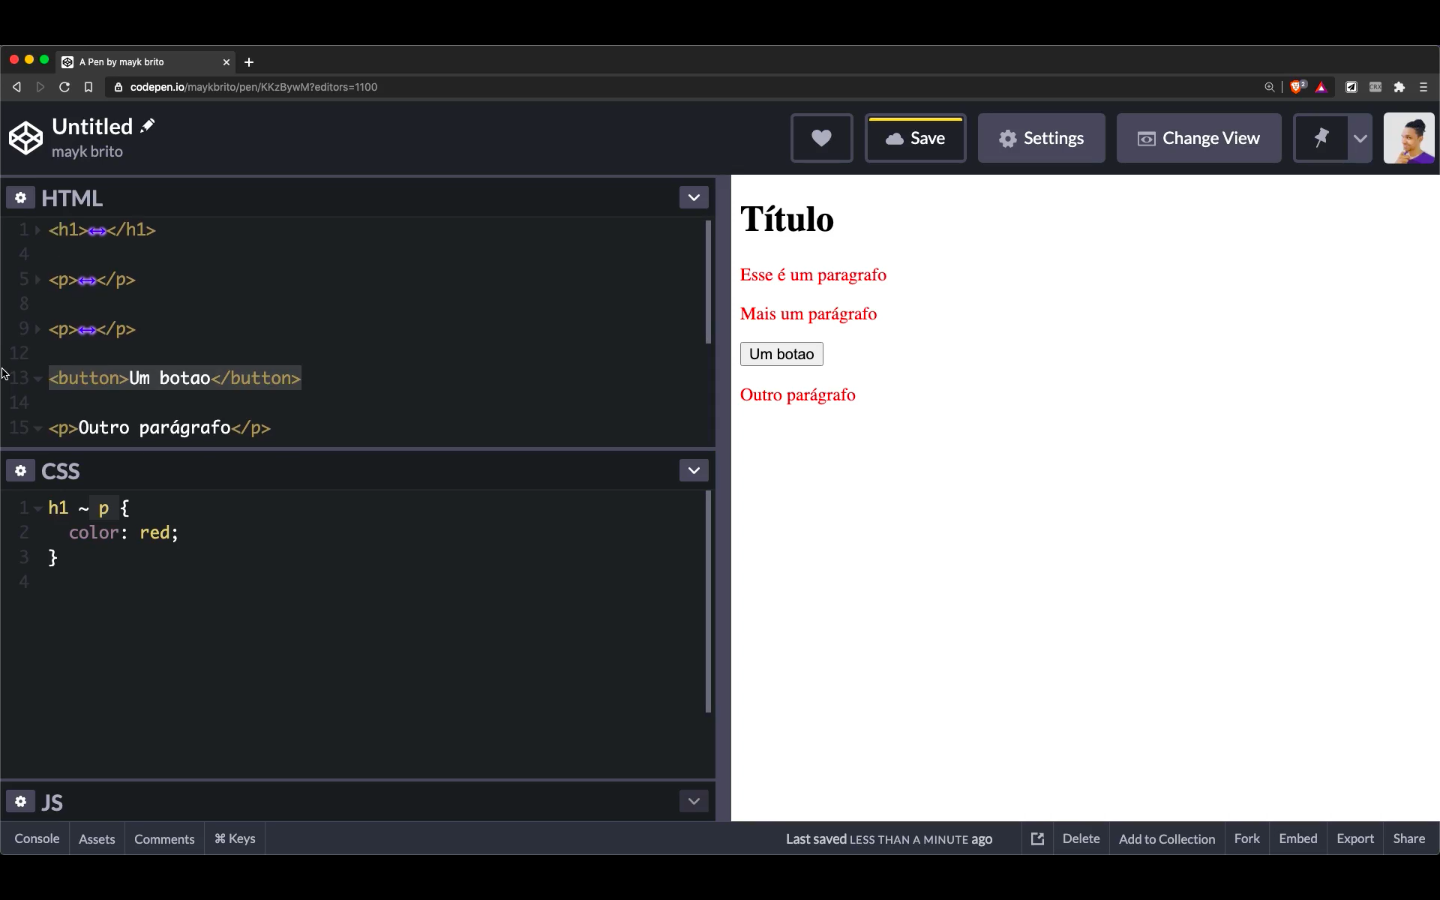 A Pen by mayk brito
codepen.io/maykbrito/pen/KKzBywM?editors=1100
Untitled
mayk brito
Save
Settings
Change View
HTML
1 <h1></h1>
4
5 <p></p>
8
9 <p></p>
12
13 <button>Um botao</button>
14
15 <p>Outro parágrafo</p>
CSS
1 h1 ~ p {
2 color: red;
3 }
4
JS
Título
Esse é um paragrafo
Mais um parágrafo
Um botao
Outro parágrafo
Console
Assets
Comments
⌘ Keys
Last saved LESS THAN A MINUTE ago
Delete
Add to Collection
Fork
Embed
Export
Share